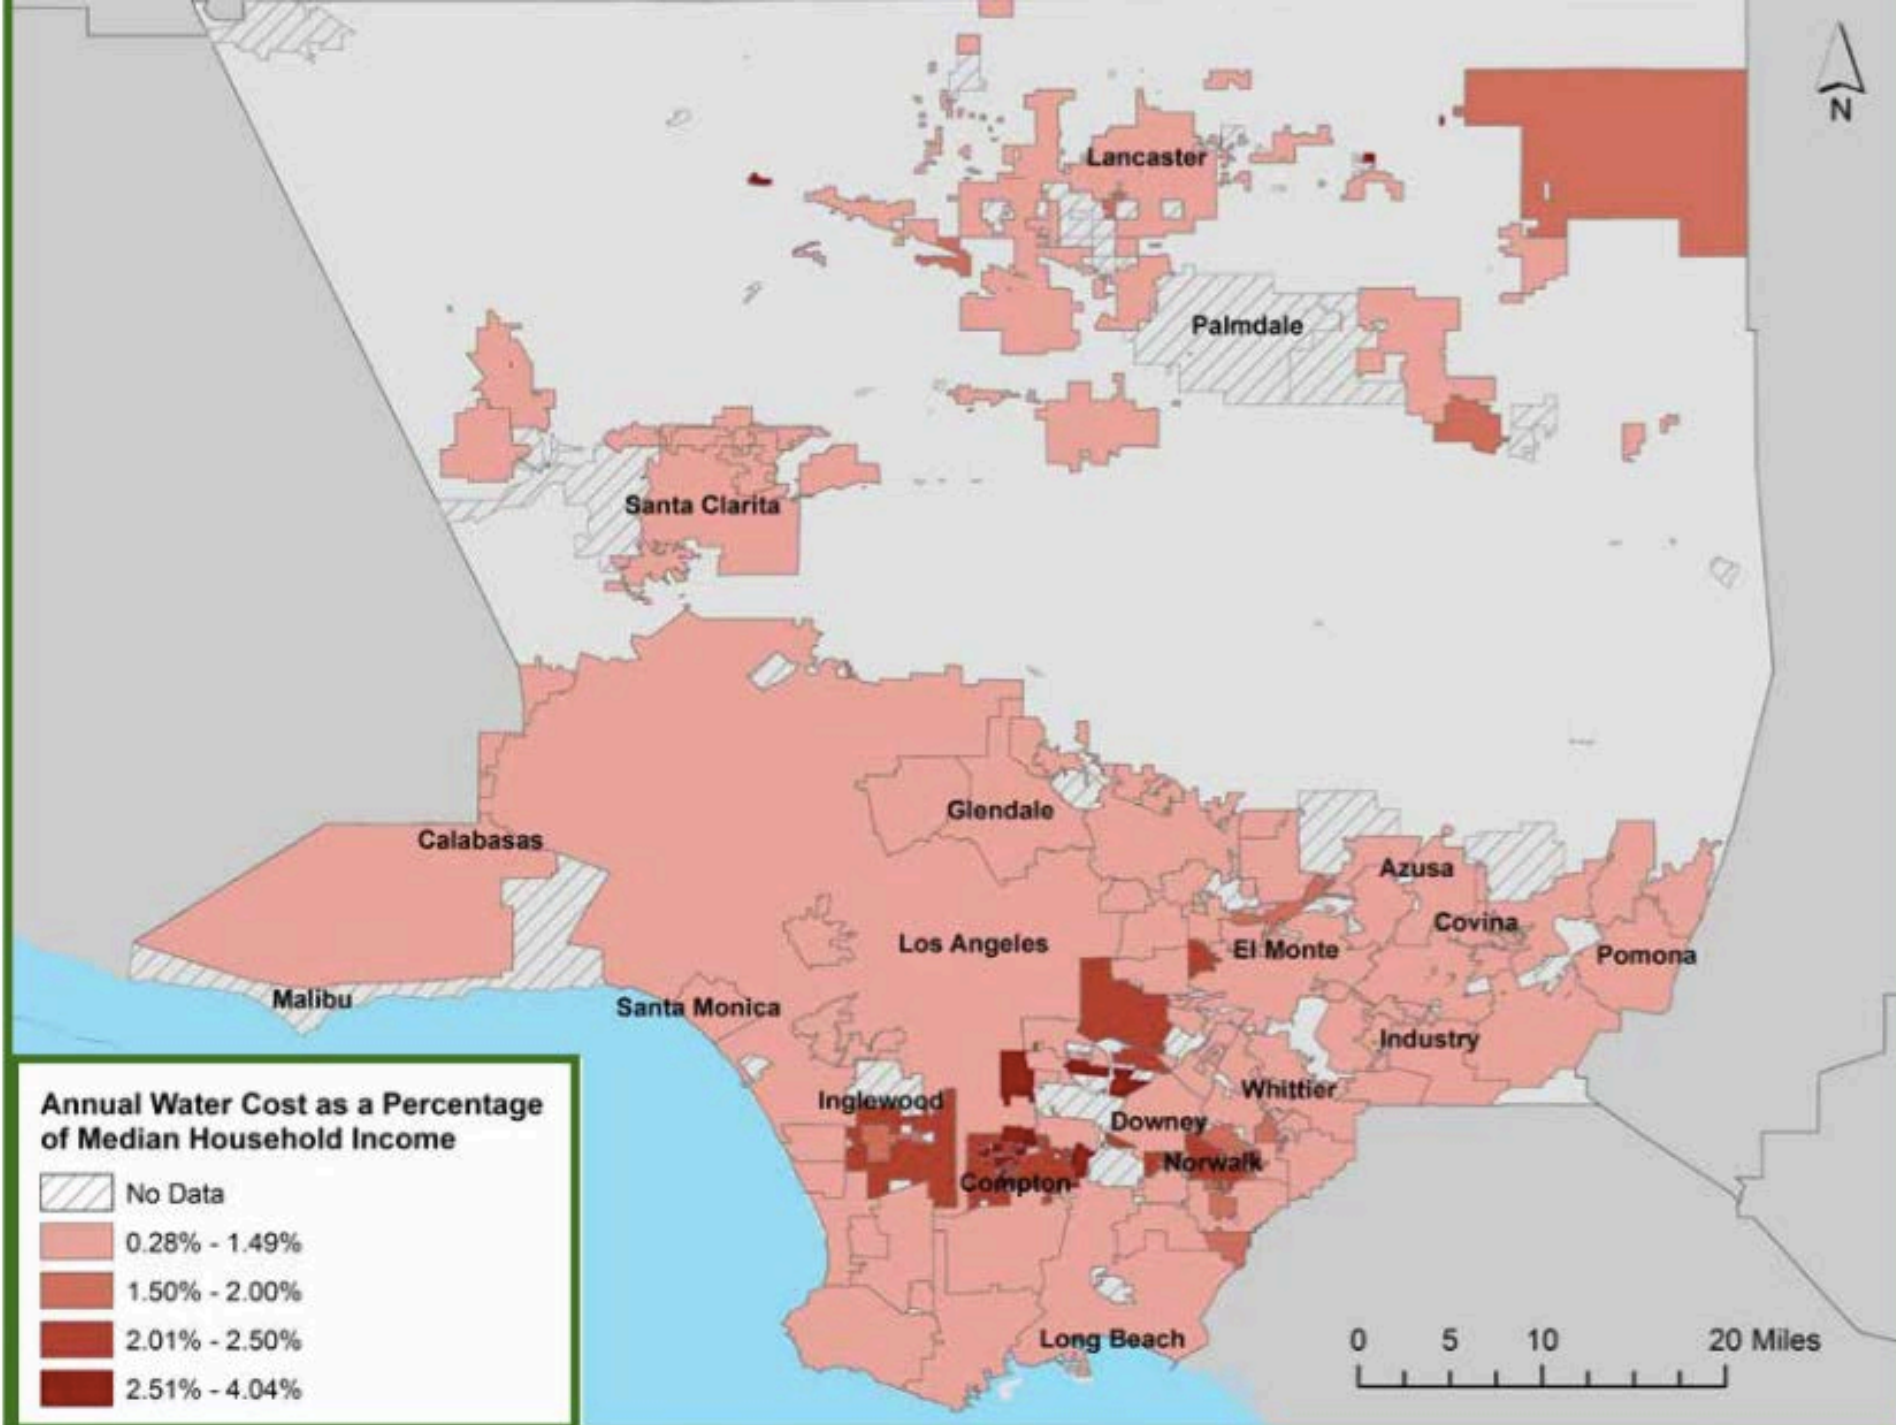 N
Lancaster
Palmdale
Santa Clarita
Glendale
Calabasas
Azusa
Covina
Los Angeles
El Monte
Pomona
Malibu
Santa Monica
Industry
Whittier
Inglewood
Downey
Norwalk
Compton
Long Beach
0 5 10 20 Miles
Annual Water Cost as a Percentage
of Median Household Income
No Data
0.28% - 1.49%
1.50% - 2.00%
2.01% - 2.50%
2.51% - 4.04%